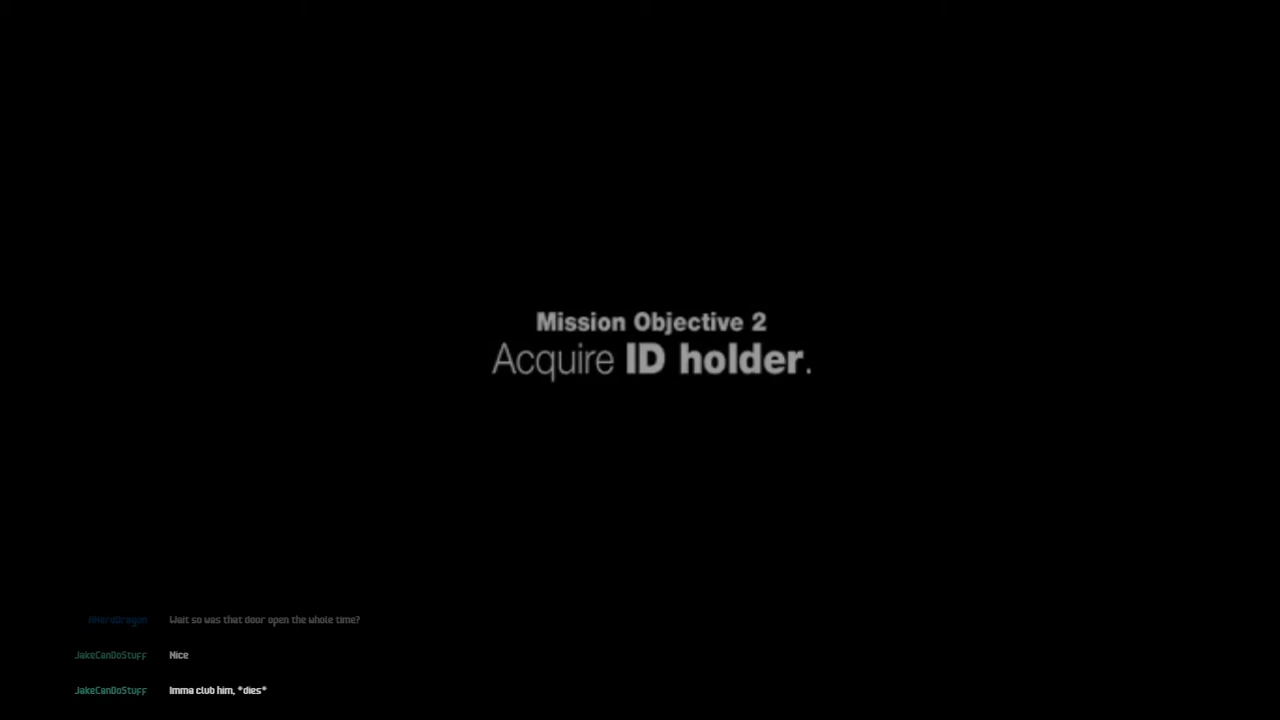 Mission Objective 2
Acquire ID holder.
ANerdDragon Wait so was that door open the whole time?
JakeCanDoStuff Nice
JakeCanDoStuff Imma club him, *dies*